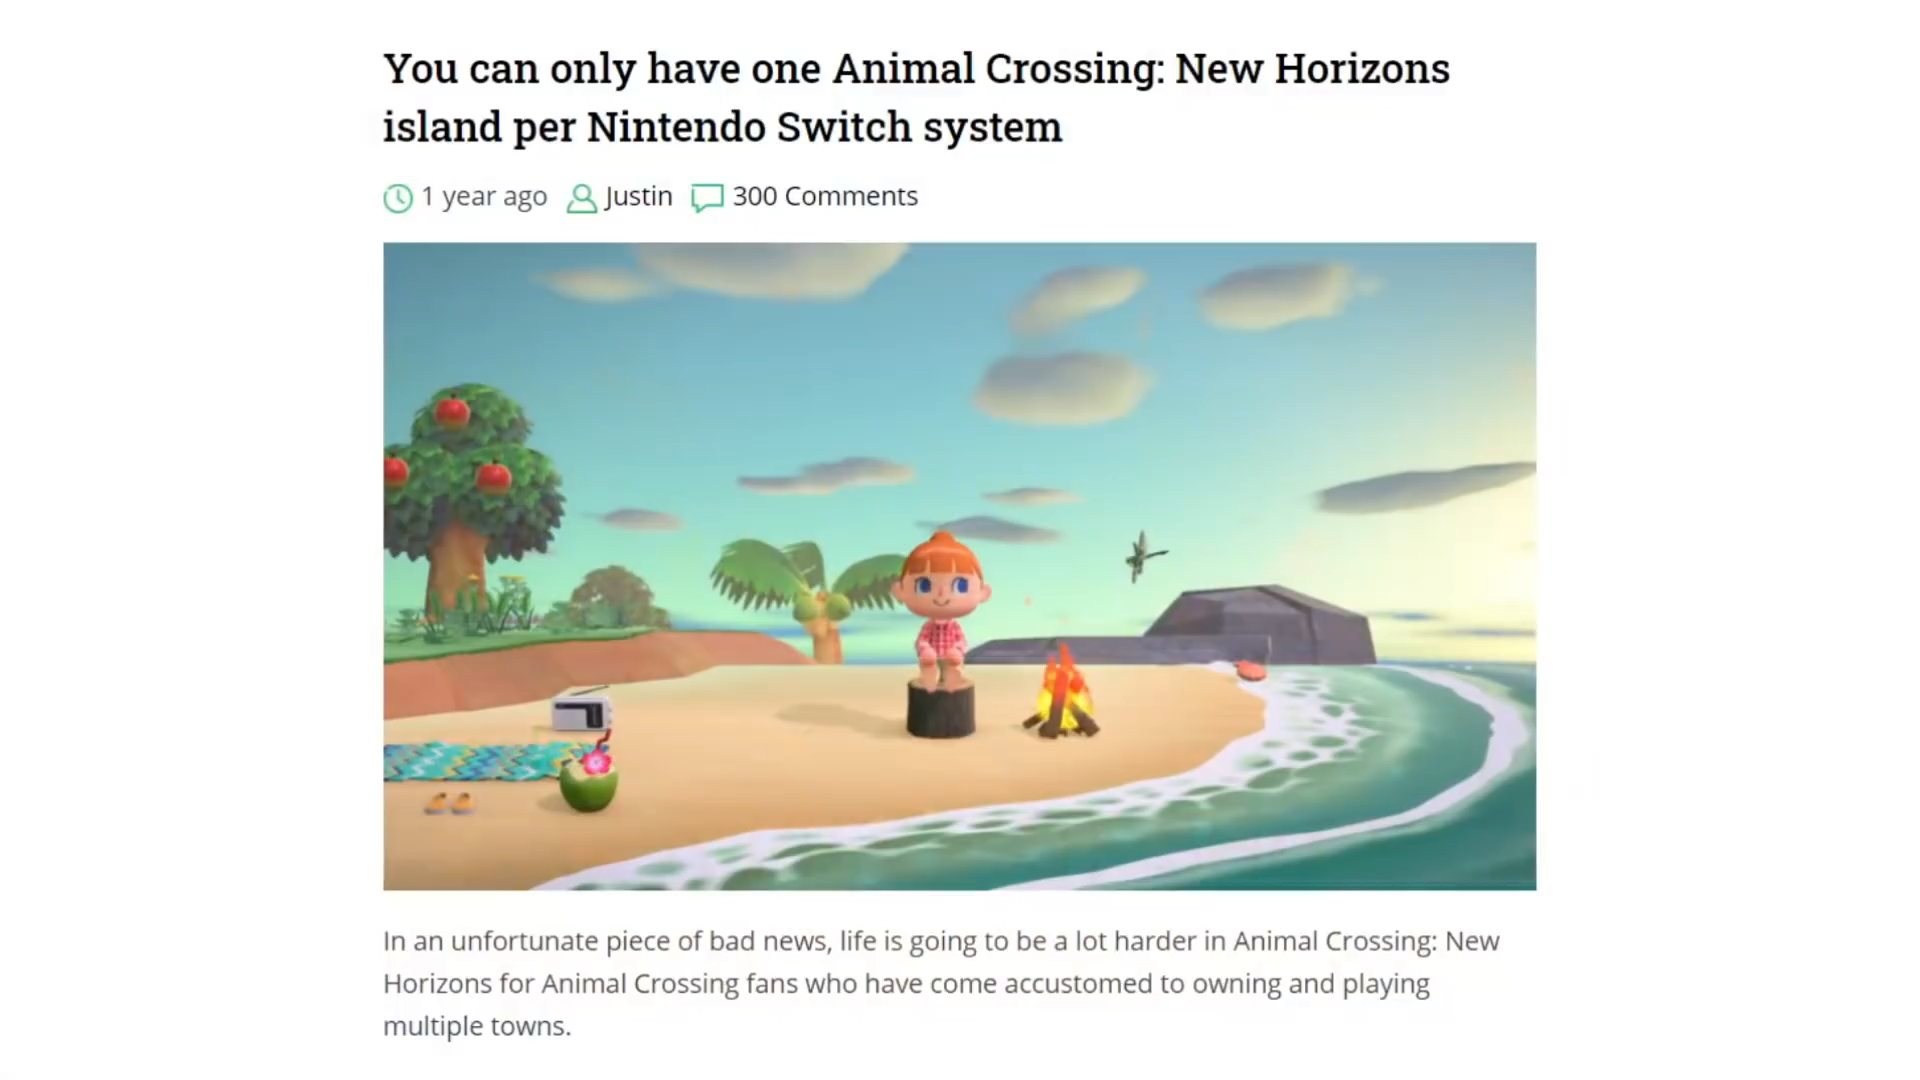 You can only have one Animal Crossing: New Horizons
island per Nintendo Switch system
1 year ago Justin 300 Comments
In an unfortunate piece of bad news, life is going to be a lot harder in Animal Crossing: New
Horizons for Animal Crossing fans who have come accustomed to owning and playing
multiple towns.